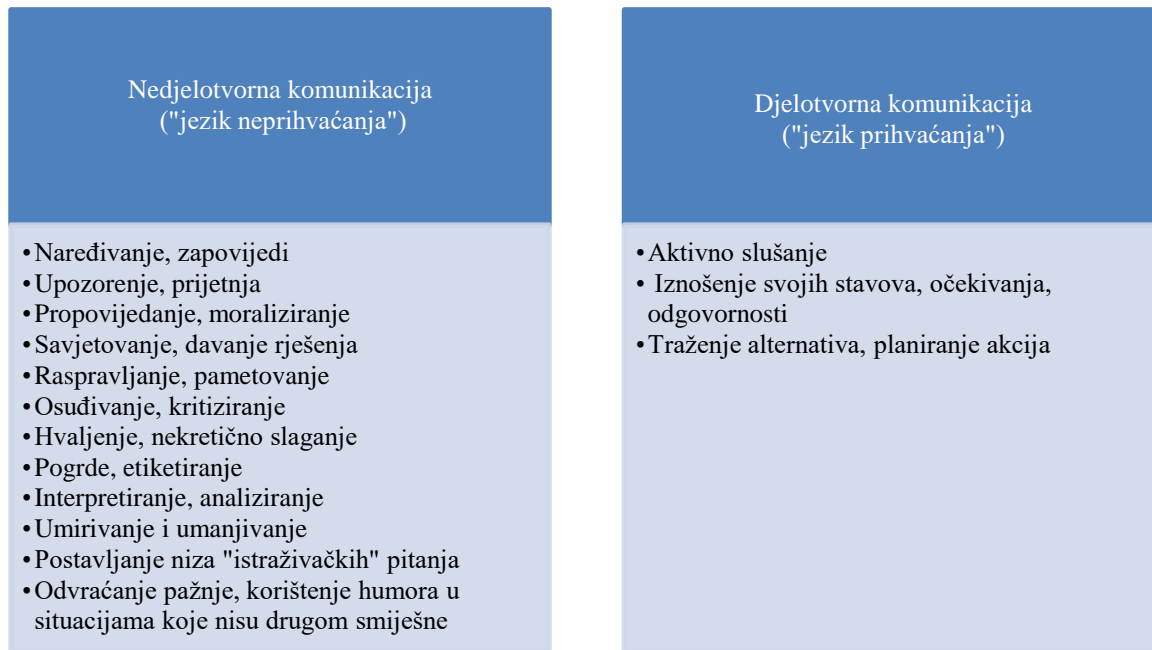 Nedjelotvorna komunikacija
("jezik neprihvaćanja")
•Naređivanje, zapovijedi
•Upozorenje, prijetnja
•Propovijedanje, moraliziranje
•Savjetovanje, davanje rješenja
•Raspravljanje, pametovanje
•Osuđivanje, kritiziranje
•Hvaljenje, nekretično slaganje
•Pogrde, etiketiranje
•Interpretiranje, analiziranje
•Umirivanje i umanjivanje
•Postavljanje niza "istraživačkih" pitanja
•Odvraćanje pažnje, korištenje humora u
situacijama koje nisu drugom smiješne
Djelotvorna komunikacija
("jezik prihvaćanja")
•Aktivno slušanje
• Iznošenje svojih stavova, očekivanja,
odgovornosti
•Traženje alternativa, planiranje akcija